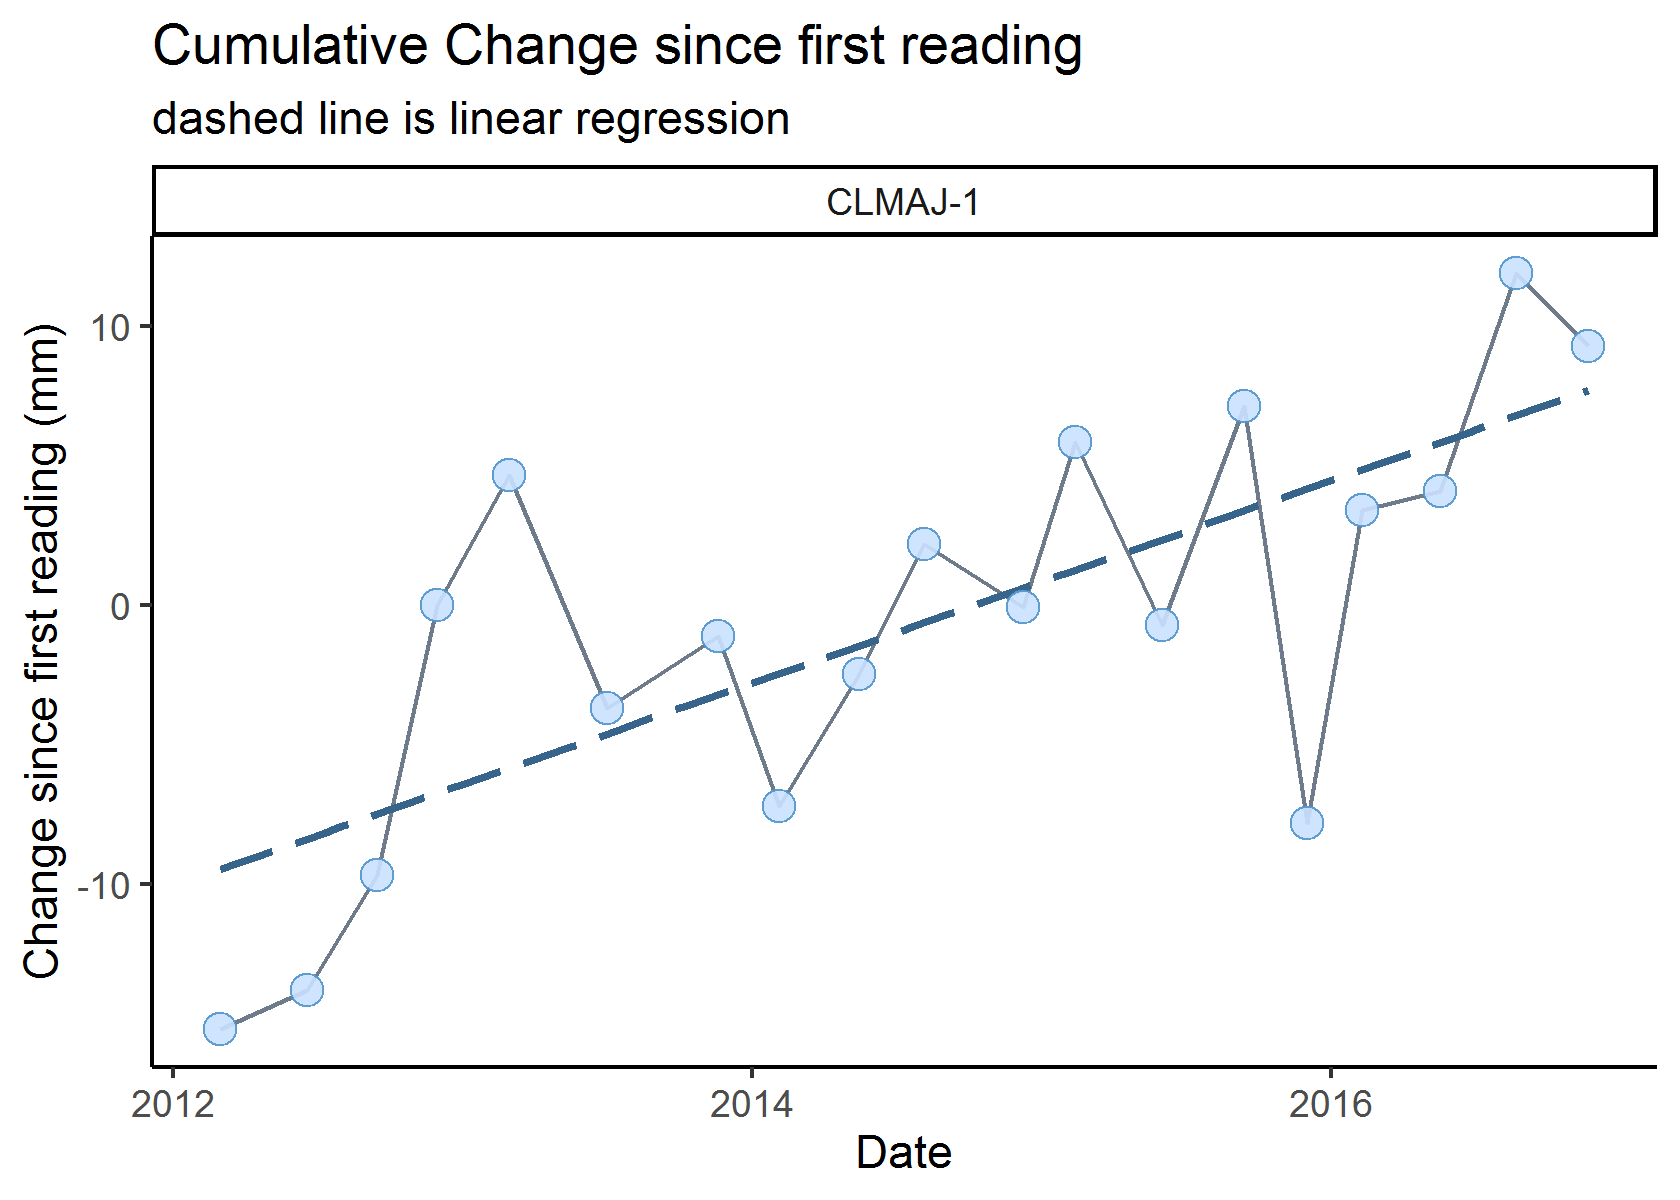 Cumulative Change since first reading
dashed line is linear regression
CLMAJ-1
Change since first reading (mm)
10
0
-10
2012
2014
2016
Date